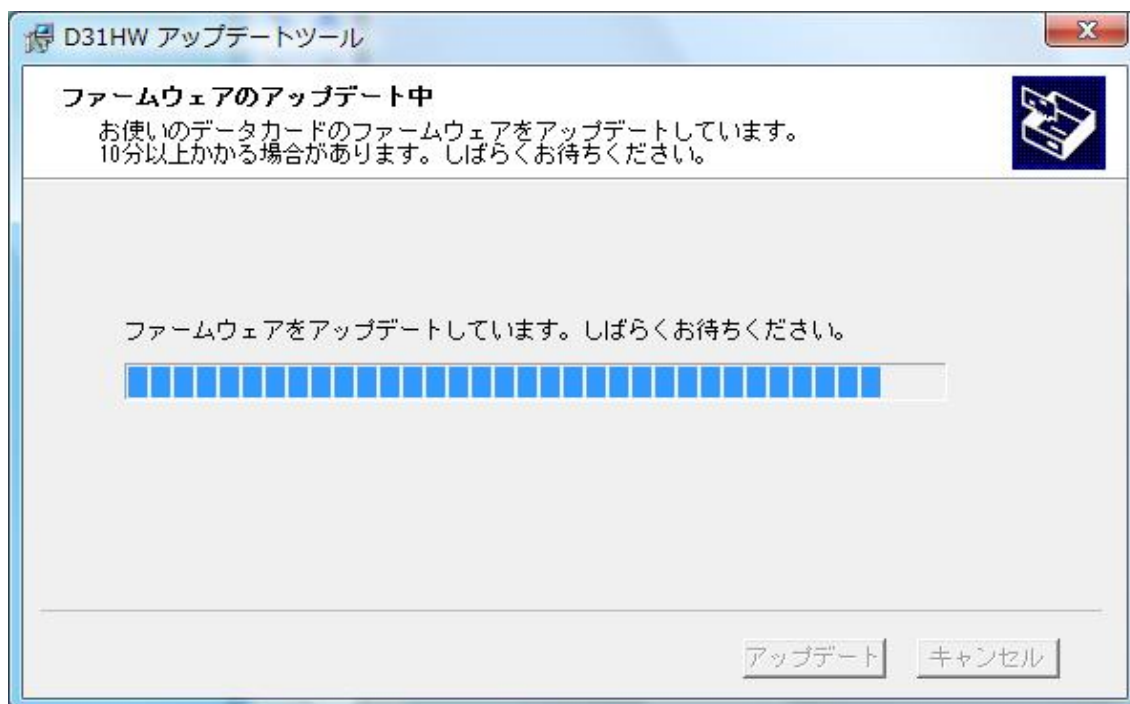 D31HW アップデートツール
ファームウェアのアップデート中
お使いのデータカードのファームウェアをアップデートしています。
10分以上かかる場合があります。しばらくお待ちください。
ファームウェアをアップデートしています。しばらくお待ちください。
アップデート
キャンセル